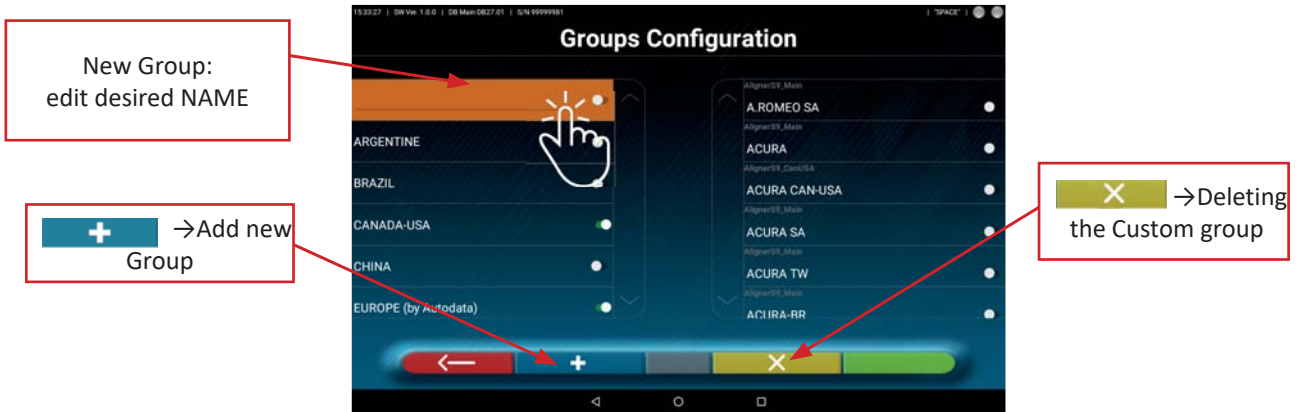 15:33:27 | SW Ver. 1.0.0 | DB Main DB27.01 | S/N 99999981
| "SPACE" |
Groups Configuration
New Group:
edit desired NAME
ARGENTINE
BRAZIL
CANADA-USA
CHINA
EUROPE (by Autodata)
AlignerS9_Main
A.ROMEO SA
AlignerS9_Main
ACURA
AlignerS9_CanUSA
ACURA CAN-USA
AlignerS9_Main
ACURA SA
AlignerS9_Main
ACURA TW
AlignerS9_Main
ACURA-BR
→Add new
Group
→Deleting
the Custom group